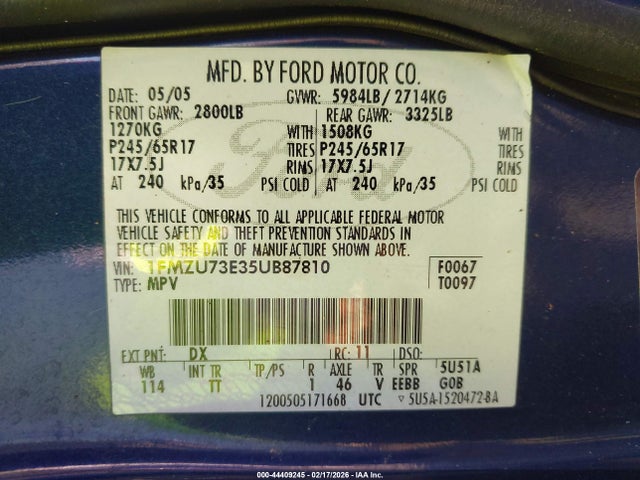 MFD. BY FORD MOTOR CO.
DATE: 05/05 GVWR: 5984LB / 2714KG
FRONT GAWR: 2800LB REAR GAWR: 3325LB
1270KG WITH 1508KG WITH
P245/65R17 TIRES P245/65R17 TIRES
17X7.5J RIMS 17X7.5J RIMS
AT 240 kPa/35 PSI COLD AT 240 kPa/35 PSI COLD
THIS VEHICLE CONFORMS TO ALL APPLICABLE FEDERAL MOTOR
VEHICLE SAFETY AND THEFT PREVENTION STANDARDS IN
EFFECT ON THE DATE OF MANUFACTURE SHOWN ABOVE.
VIN: 1FMZU73E35UB87810 F0067
TYPE: MPV T0097
Ford
EXT PNT: DX RC: 11 DSO:
WB INT TR TP/PS R AXLE TR SPR 5U51A
114 TT 1 46 V EEBB GOB
1200505171668 UTC ▽ 5U5A-1520472-BA
000-44409245 - 02/17/2026 - IAA Inc.